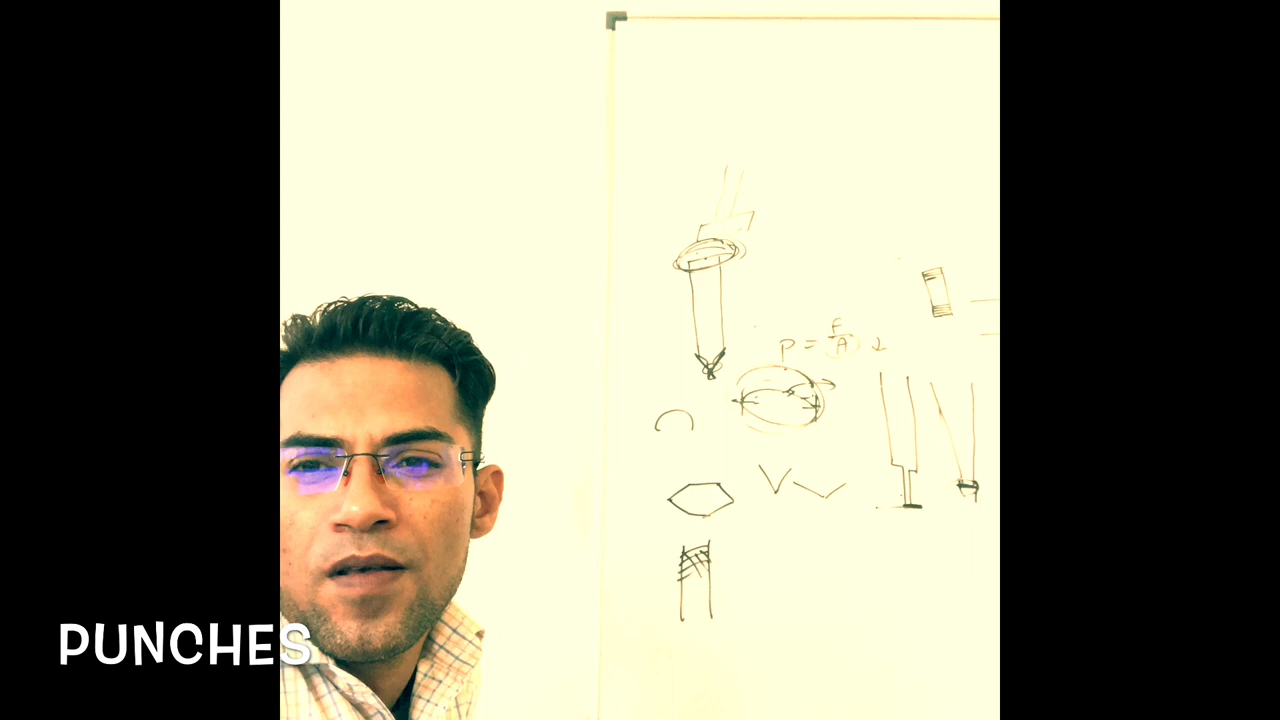 P = F/A ↓
PUNCHES